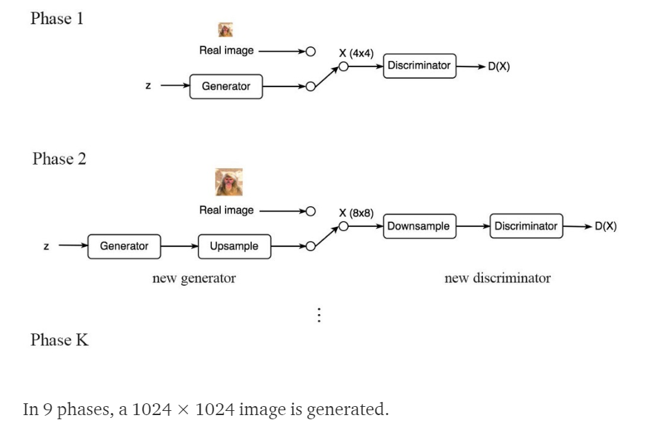 Phase 1
Real image
X (4x4)
Discriminator
D(X)
z
Generator
Phase 2
Real image
X (8x8)
Downsample
Discriminator
D(X)
z
Generator
Upsample
new generator
new discriminator
⋮
Phase K
In 9 phases, a 1024 × 1024 image is generated.